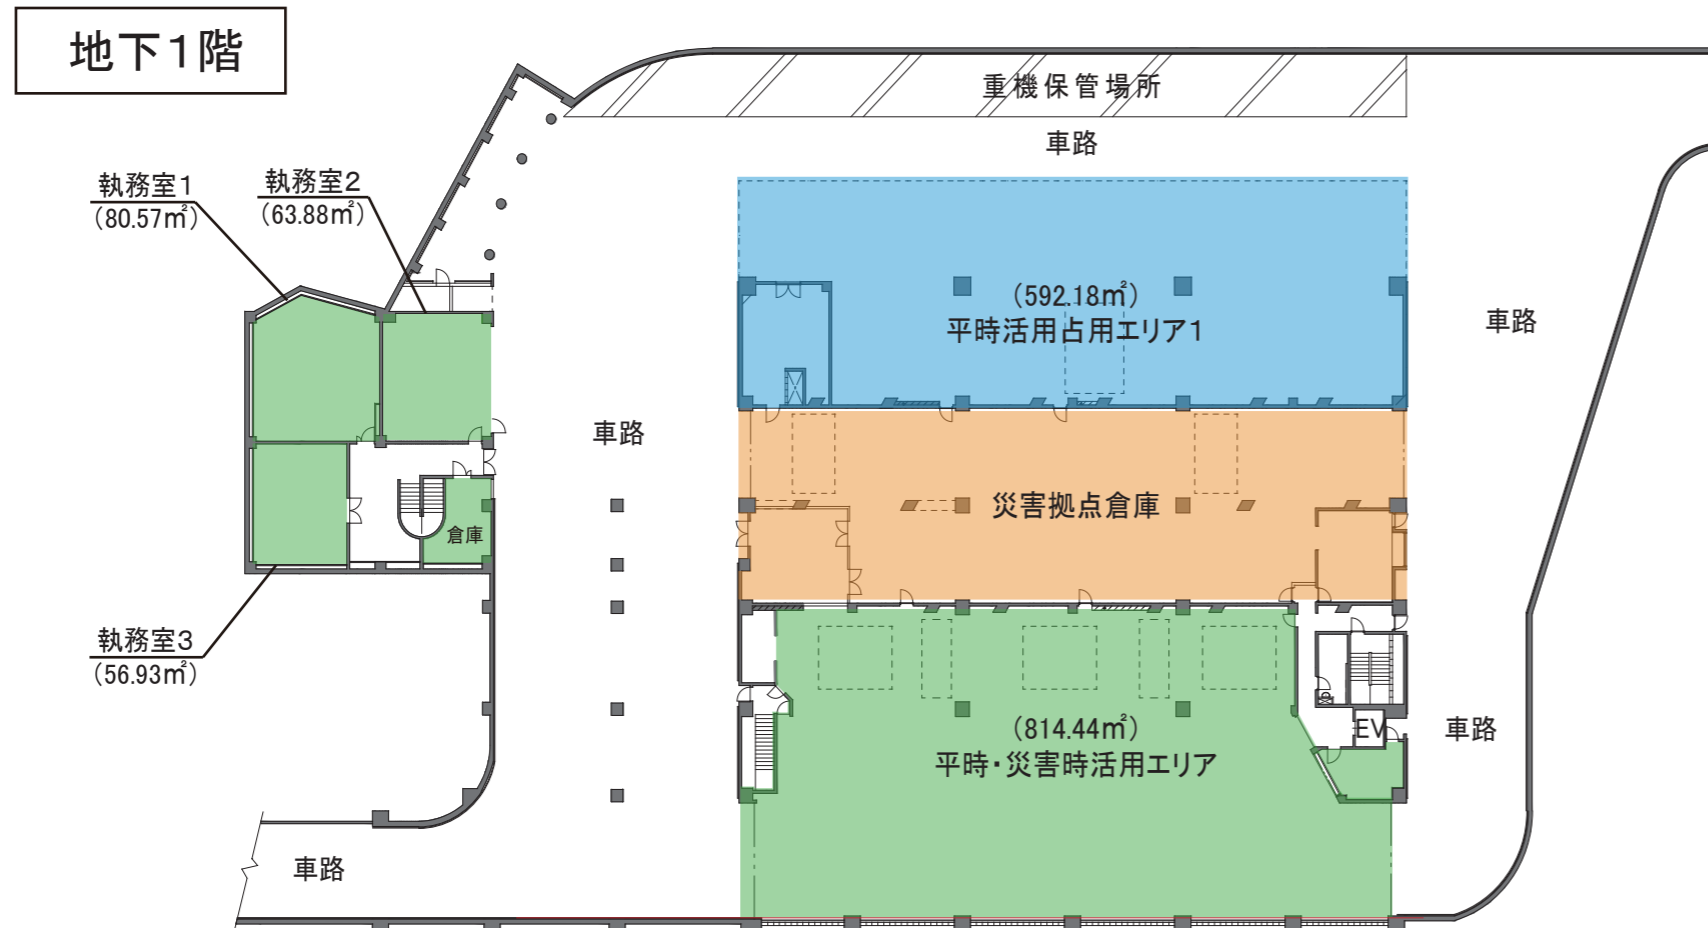 地下1階
重機保管場所
車路
執務室1
(80.57㎡)
執務室2
(63.88㎡)
(592.18㎡)
平時活用占用エリア1
車路
車路
災害拠点倉庫
倉庫
執務室3
(56.93㎡)
(814.44㎡)
平時・災害時活用エリア
EV
車路
車路